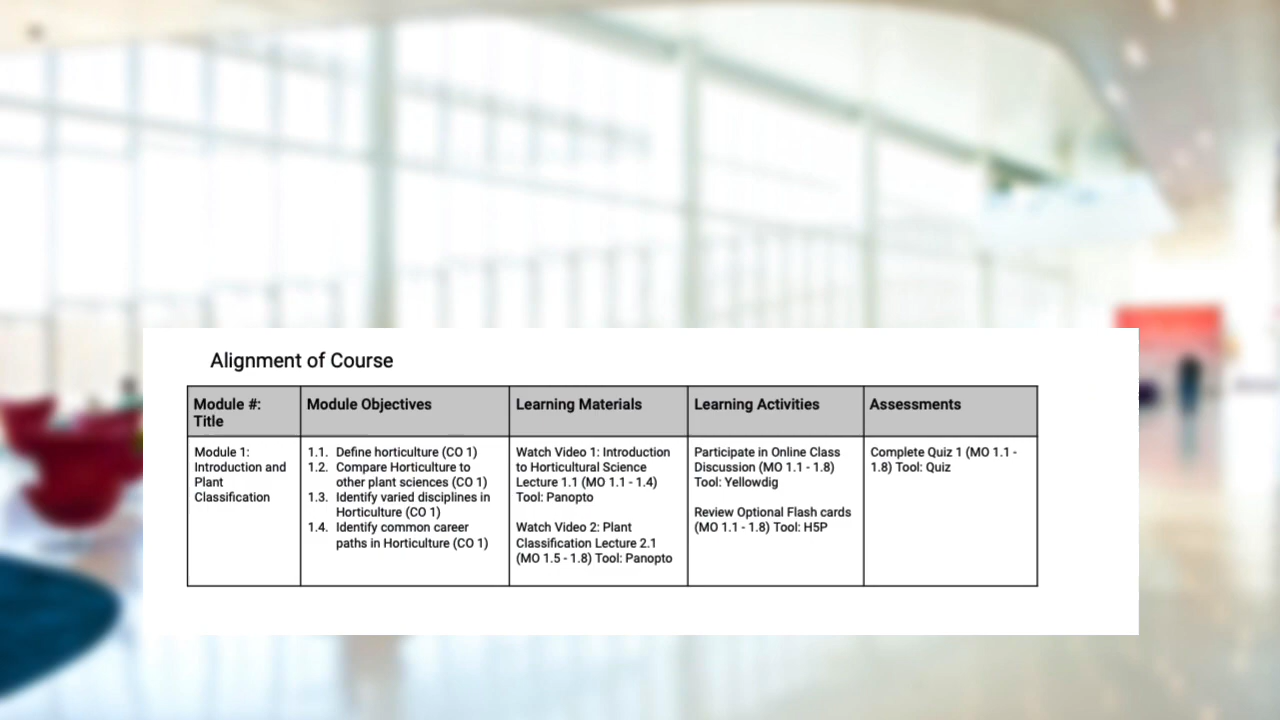 Alignment of Course
Module #:
Title
Module Objectives
Learning Materials
Learning Activities
Assessments
Module 1:
Introduction and
Plant
Classification
1.1. Define horticulture (CO 1)
1.2. Compare Horticulture to
other plant sciences (CO 1)
1.3. Identify varied disciplines in
Horticulture (CO 1)
1.4. Identify common career
paths in Horticulture (CO 1)
Watch Video 1: Introduction
to Horticultural Science
Lecture 1.1 (MO 1.1 - 1.4)
Tool: Panopto
Watch Video 2: Plant
Classification Lecture 2.1
(MO 1.5 - 1.8) Tool: Panopto
Participate in Online Class
Discussion (MO 1.1 - 1.8)
Tool: Yellowdig
Review Optional Flash cards
(MO 1.1 - 1.8) Tool: H5P
Complete Quiz 1 (MO 1.1 -
1.8) Tool: Quiz